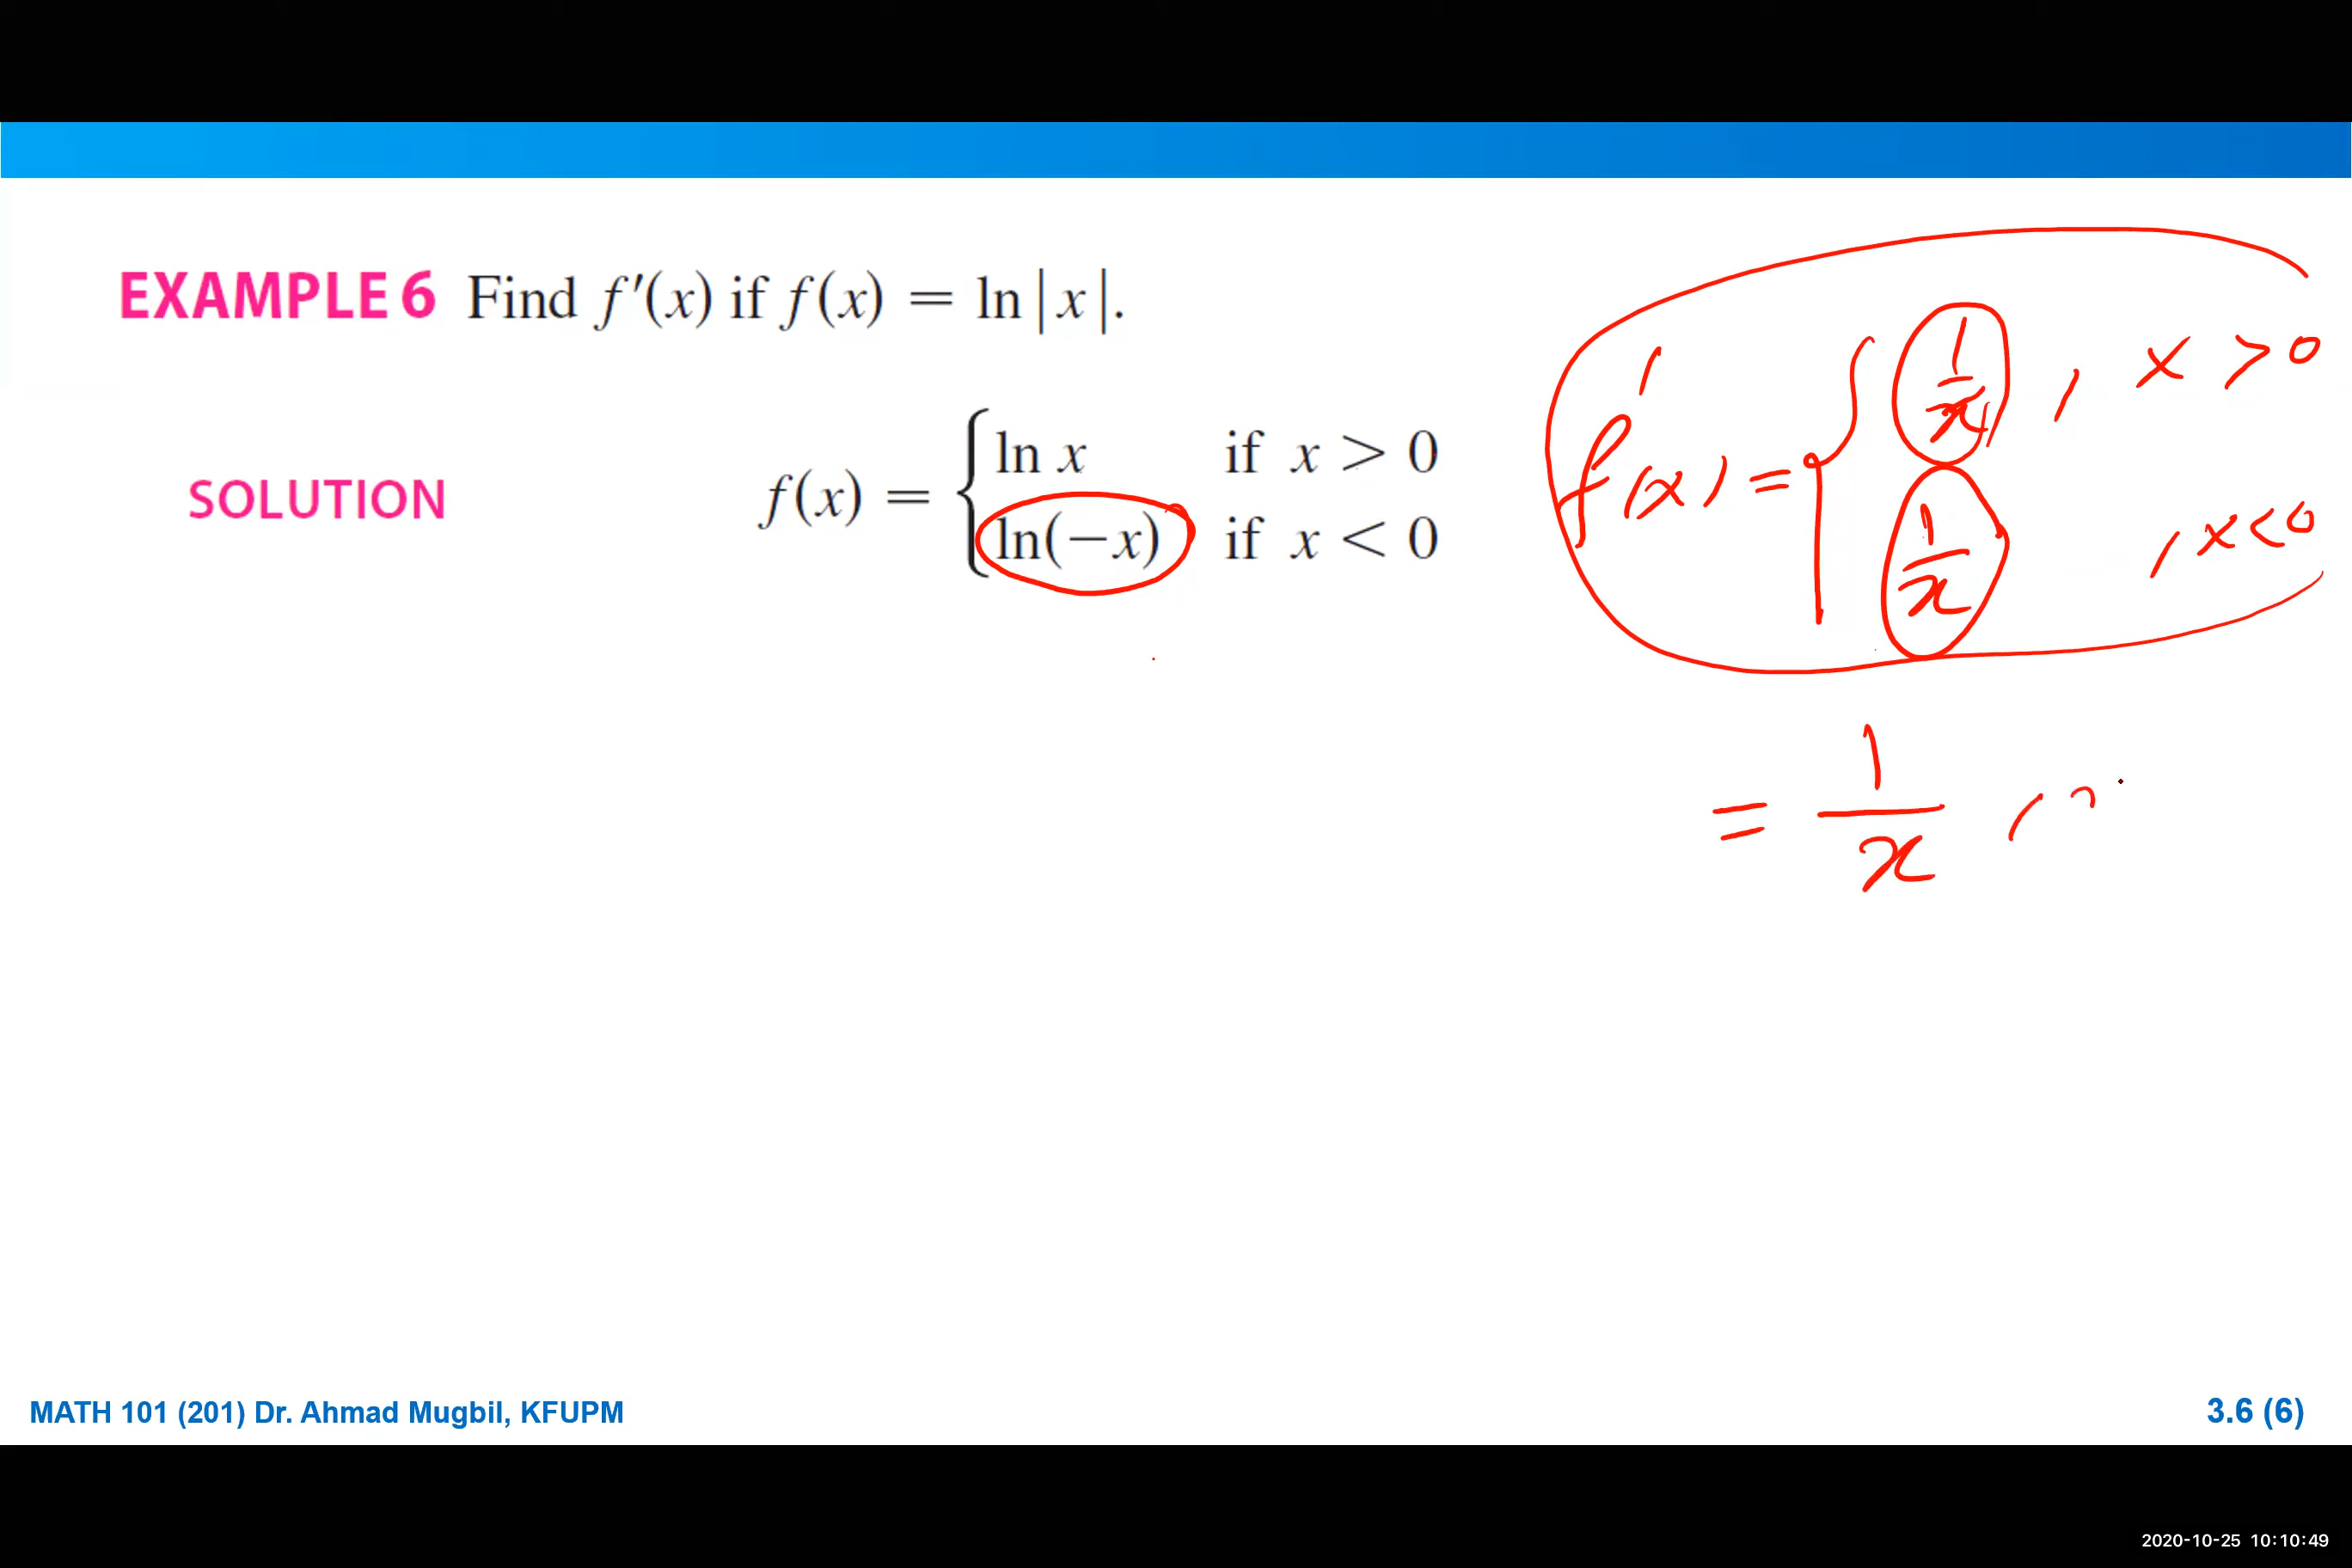 EXAMPLE 6 Find f′(x) if f(x) = ln|x|.
SOLUTION f(x) = { ln x if x > 0
ln(−x) if x < 0
f′(x) = { 1/x , x > 0
1/x , x < 0
= 1/x ,
MATH 101 (201) Dr. Ahmad Mugbil, KFUPM
3.6 (6)
2020-10-25 10:10:49